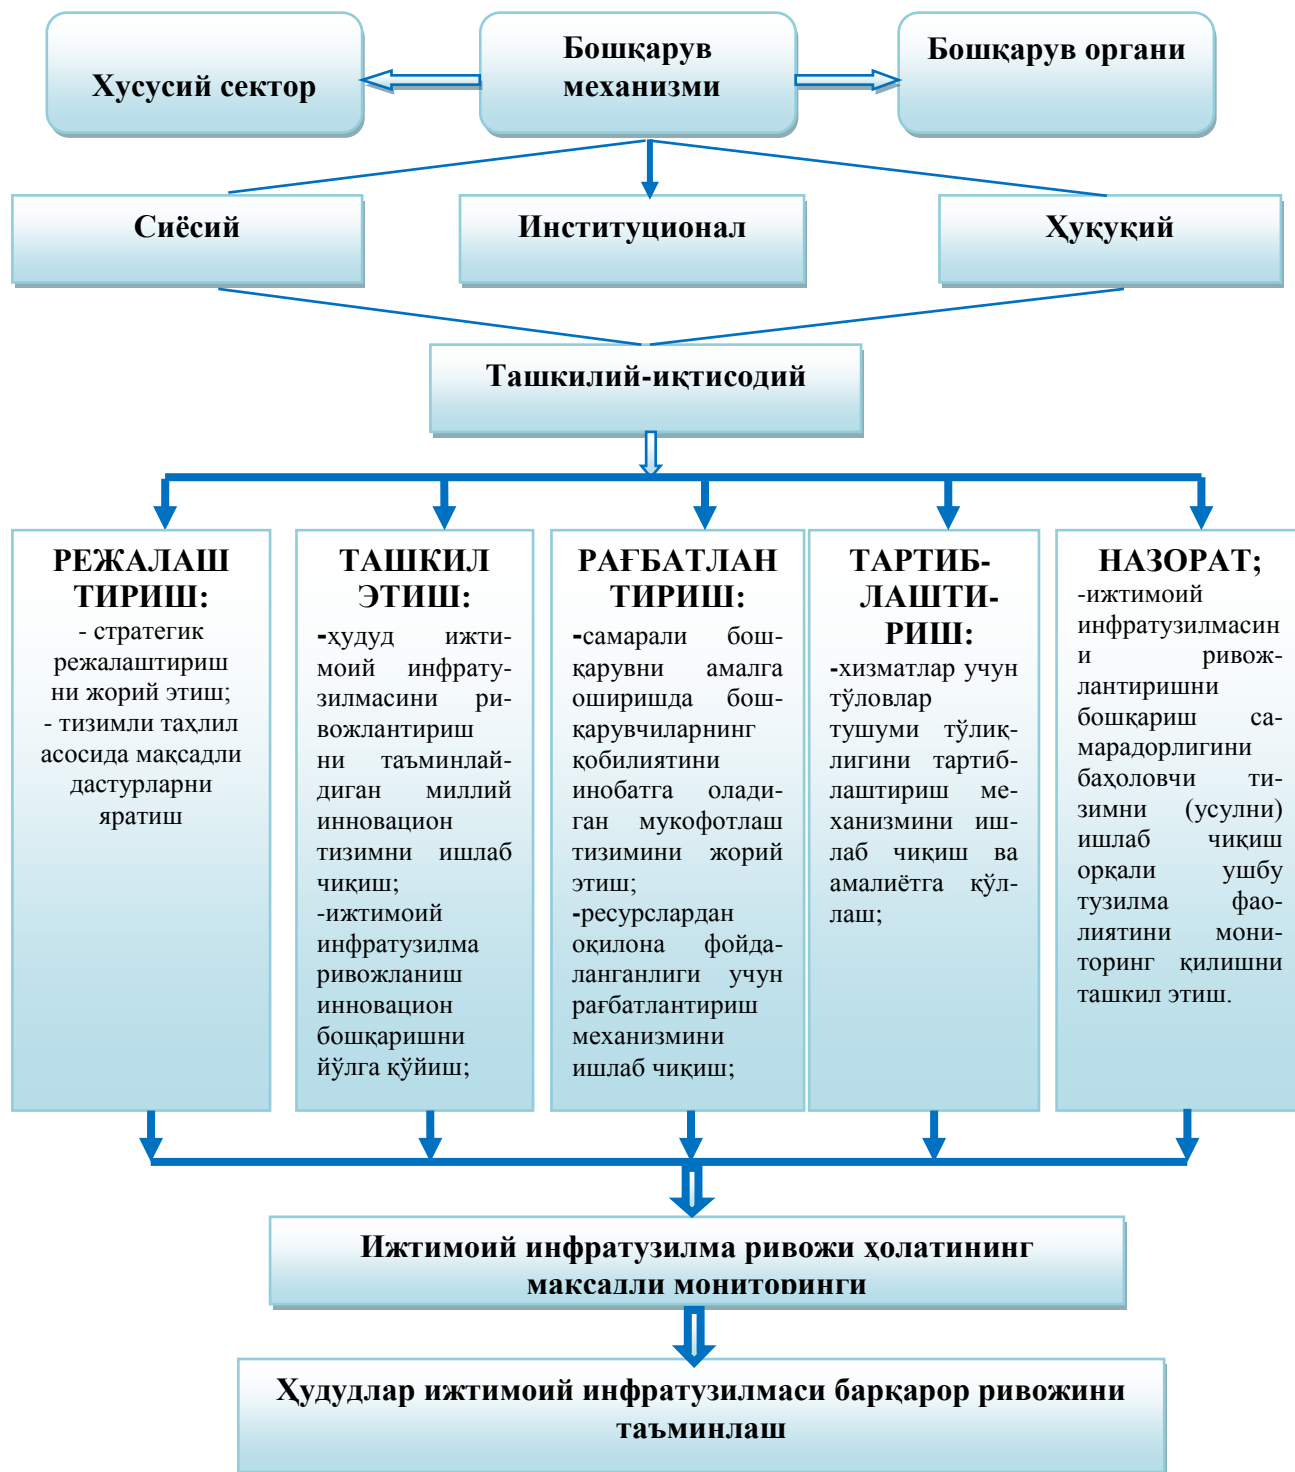 Хусусий сектор
Бошқарув
механизми
Бошқарув органи
Сиёсий
Институционал
Ҳуқуқий
Ташкилий-иқтисодий
РЕЖАЛАШ
ТИРИШ:
- стратегик
режалаштириш
ни жорий этиш;
- тизимли таҳлил
асосида мақсадли
дастурларни
яратиш
ТАШКИЛ
ЭТИШ:
-ҳудуд ижти-
моий инфрату-
зилмасини ри-
вожлантириш
ни таъминлай-
диган миллий
инновацион
тизимни ишлаб
чиқиш;
-ижтимоий
инфратузилма
ривожланиш
инновацион
бошқаришни
йўлга қўйиш;
РАҒБАТЛАН
ТИРИШ:
-самарали бош-
қарувни амалга
оширишда бош-
қарувчиларнинг
қобилиятини
инобатга олади-
ган мукофотлаш
тизимини жорий
этиш;
-ресурслардан
оқилона фойда-
ланганлиги учун
рағбатлантириш
механизмини
ишлаб чиқиш;
ТАРТИБ-
ЛАШТИ-
РИШ:
-хизматлар учун
тўловлар
тушуми тўлиқ-
лигини тартиб-
лаштириш ме-
ханизмини иш-
лаб чиқиш ва
амалиётга қўл-
лаш;
НАЗОРАТ;
-ижтимоий
инфратузилмасин
и ривож-
лантиришни
бошқариш са-
марадорлигини
баҳоловчи ти-
зимни (усулни)
ишлаб чиқиш
орқали ушбу
тузилма фао-
лиятини мони-
торинг қилишни
ташкил этиш.
Ижтимоий инфратузилма ривожи ҳолатининг
мақсадли мониторинги
Ҳудудлар ижтимоий инфратузилмаси барқарор ривожини
таъминлаш